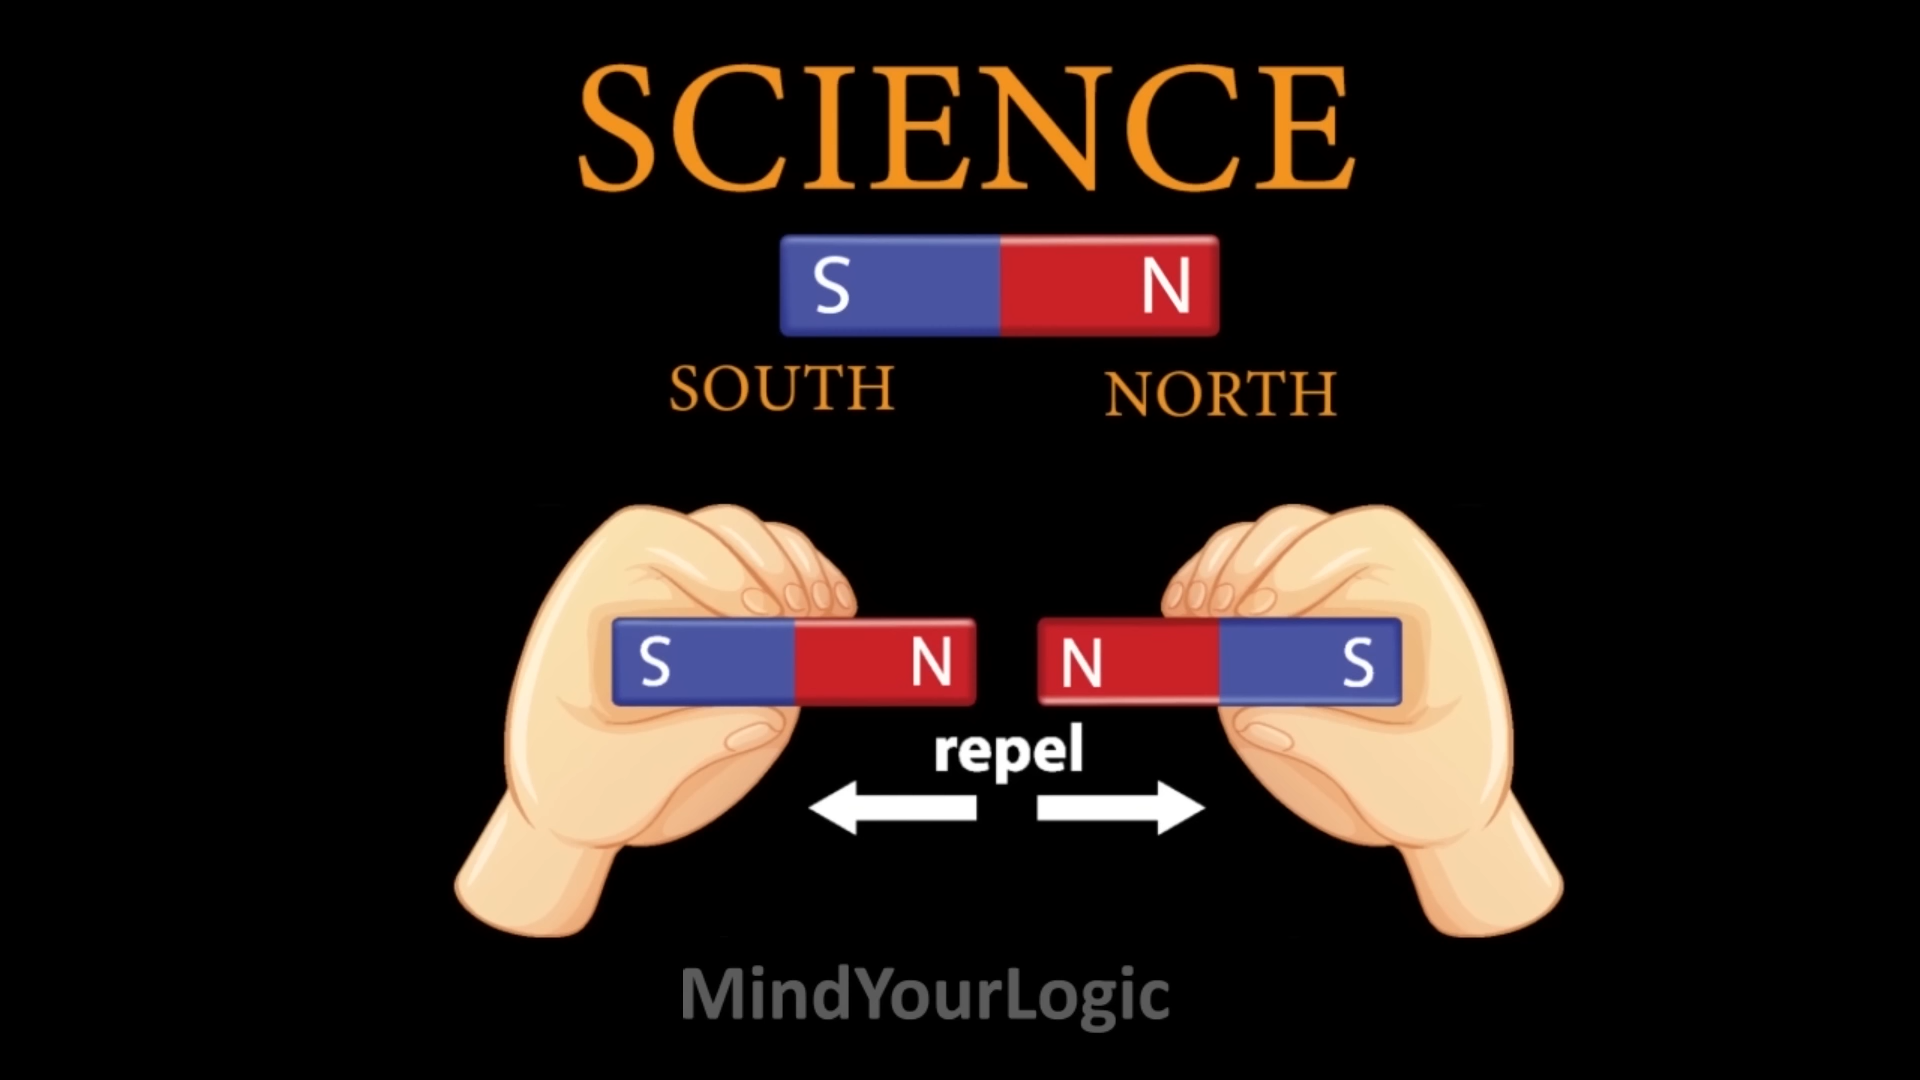 SCIENCE
S N
SOUTH NORTH
S N N S
repel
MindYourLogic